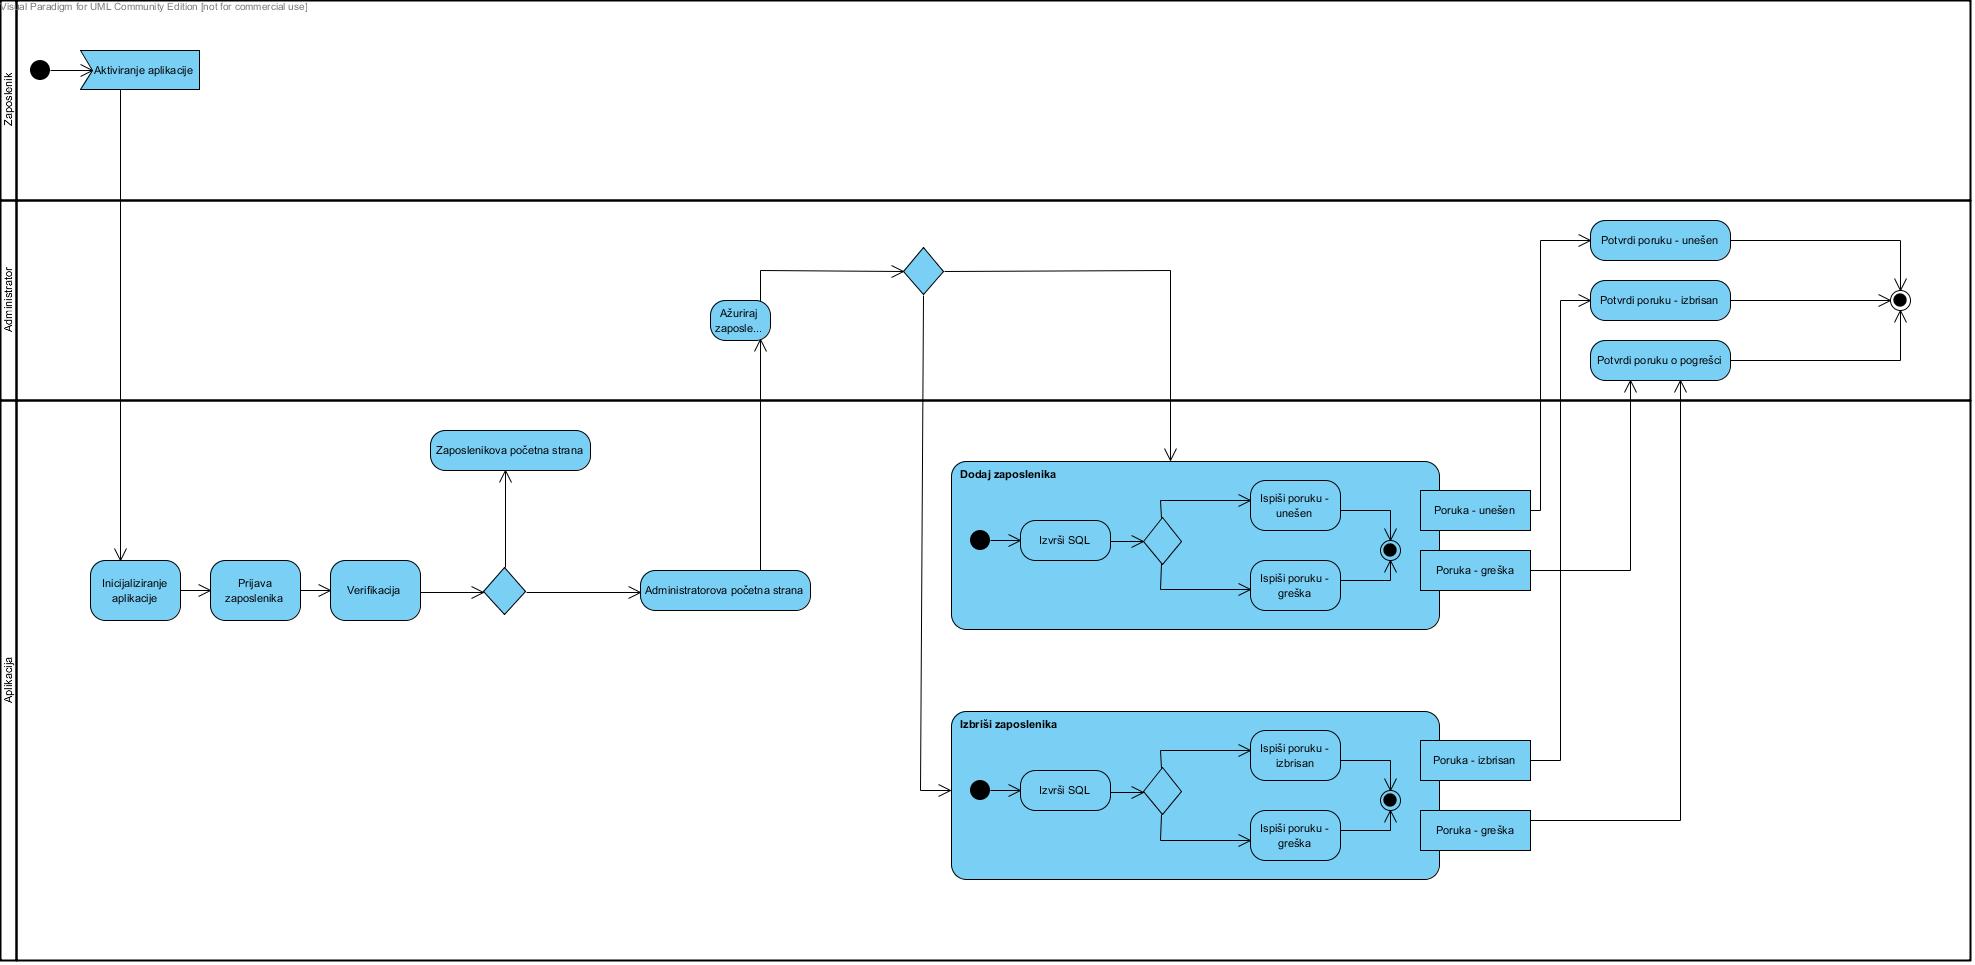 Visual Paradigm for UML Community Edition [not for commercial use]
Zaposlenik
Aktiviranje aplikacije
Administrator
Ažuriraj
zaposle...
Potvrdi poruku - unešen
Potvrdi poruku - izbrisan
Potvrdi poruku o pogrešci
Aplikacija
Zaposlenikova početna strana
Inicijaliziranje
aplikacije
Prijava
zaposlenika
Verifikacija
Administratorova početna strana
Dodaj zaposlenika
Izvrši SQL
Ispiši poruku -
unešen
Ispiši poruku -
greška
Poruka - unešen
Poruka - greška
Izbriši zaposlenika
Izvrši SQL
Ispiši poruku -
izbrisan
Ispiši poruku -
greška
Poruka - izbrisan
Poruka - greška